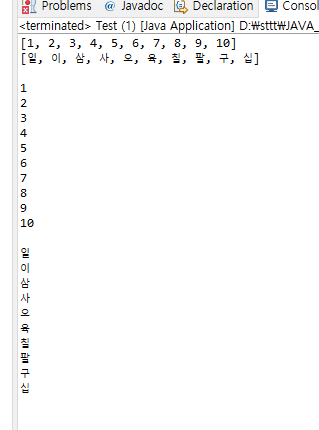 Problems @ Javadoc Declaration Consol
<terminated> Test (1) [Java Application] D:₩sttt₩JAVA_
[1, 2, 3, 4, 5, 6, 7, 8, 9, 10]
[일, 이, 삼, 사, 오, 육, 칠, 팔, 구, 십]
1
2
3
4
5
6
7
8
9
10
일
이
삼
사
으
육
칠
팔
구
십